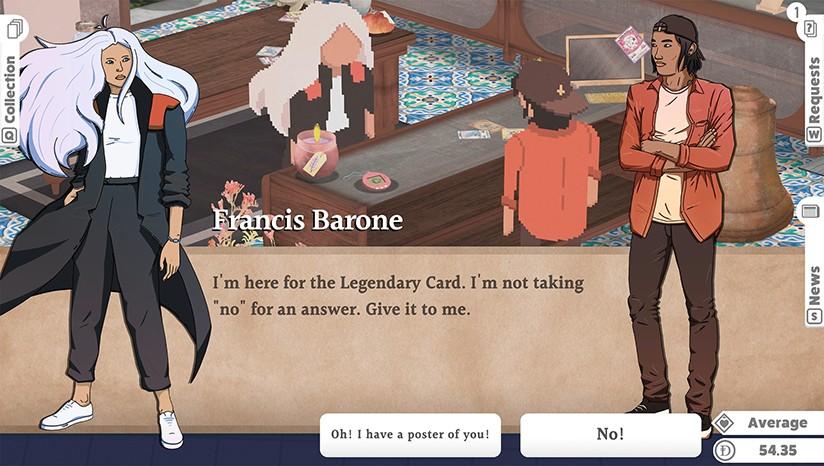 1
Collection
Q
?
Requests
W
Francis Barone
I'm here for the Legendary Card. I'm not taking
"no" for an answer. Give it to me.
News
S
Oh! I have a poster of you!
No!
Average
54.35